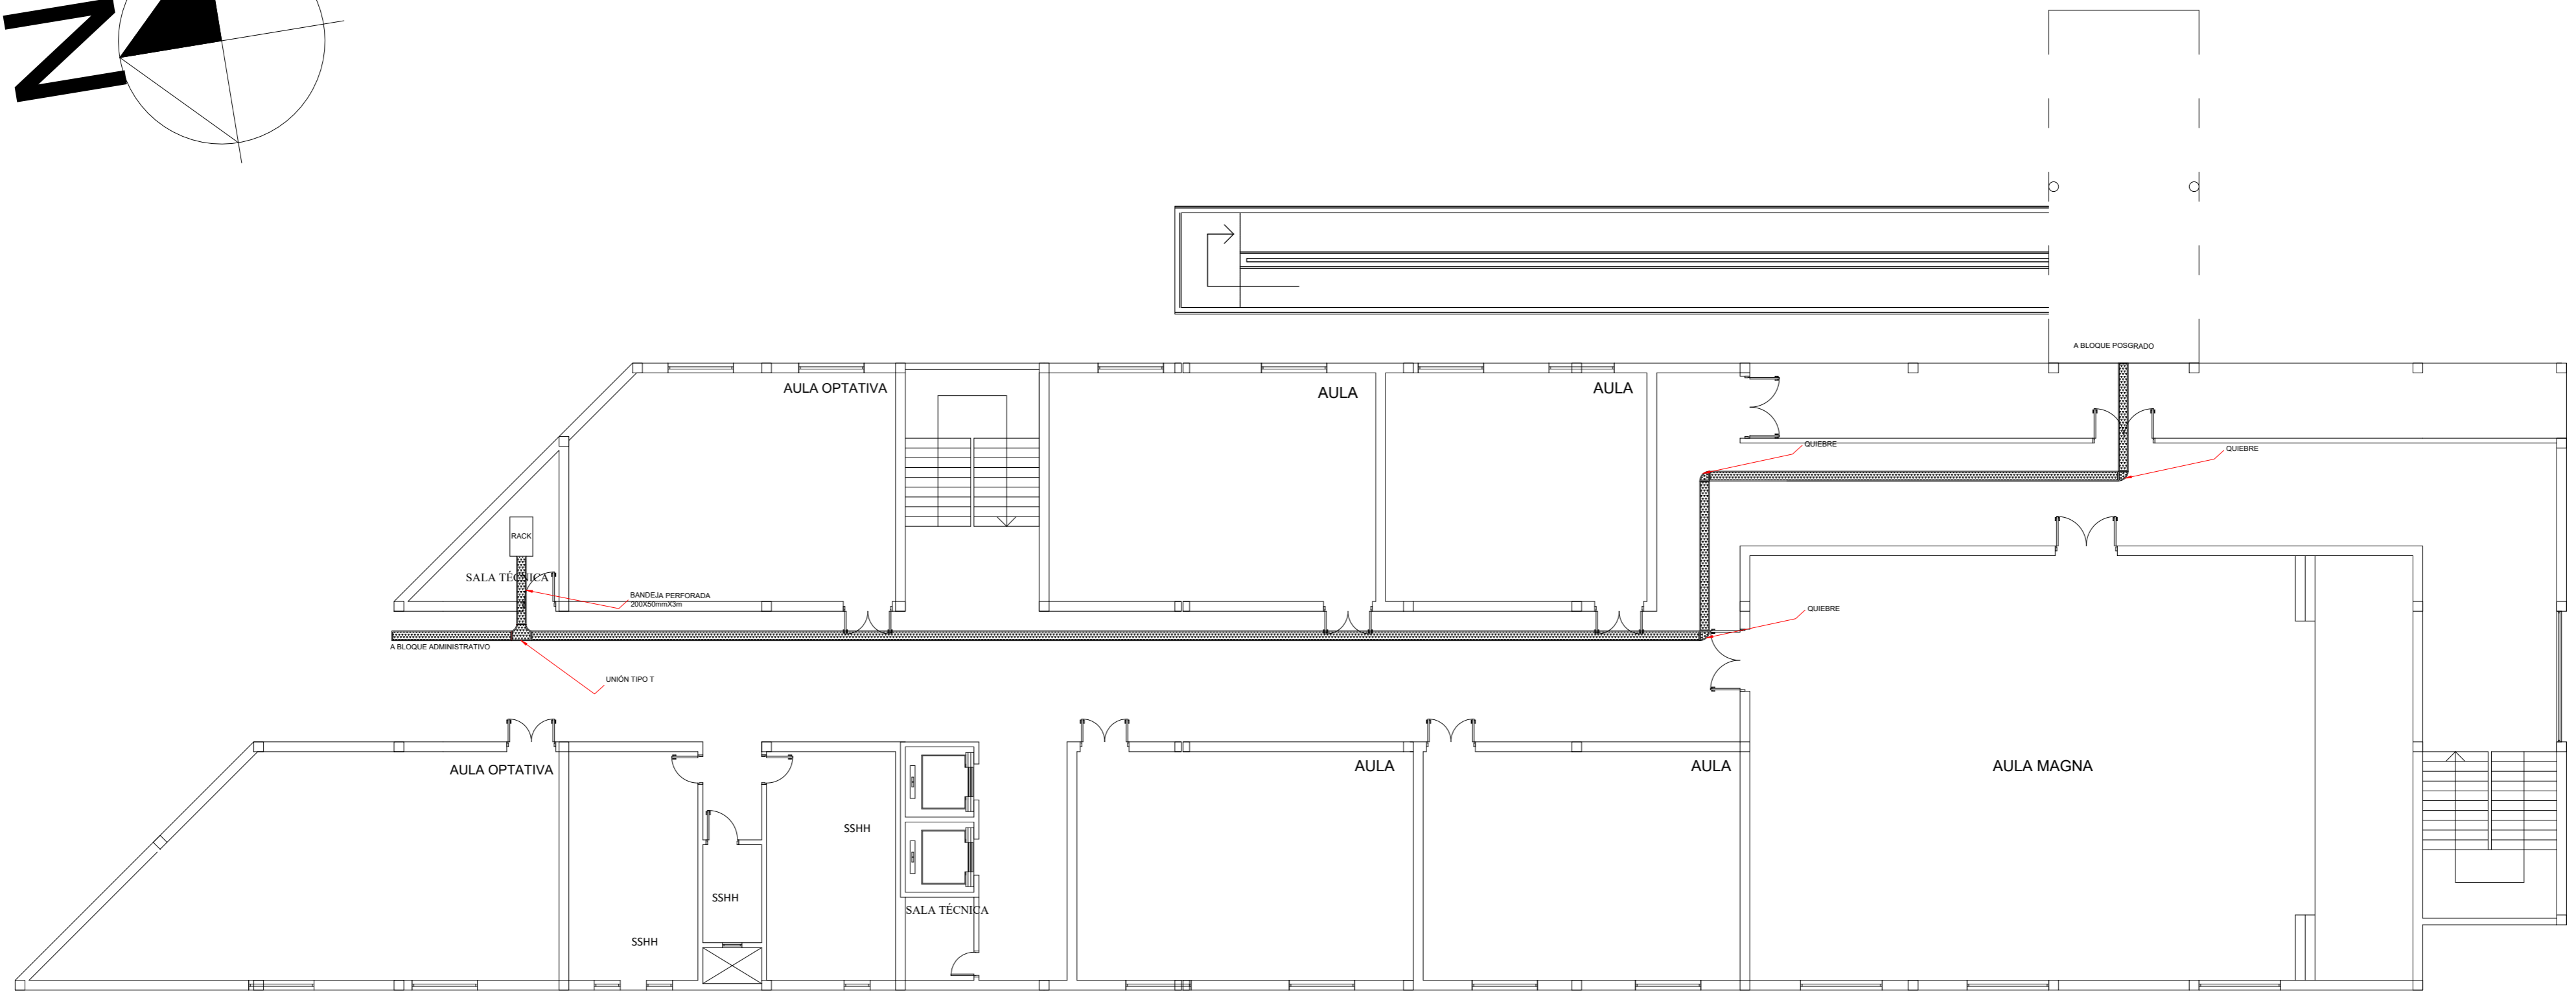 N
A BLOQUE POSGRADO
AULA OPTATIVA
AULA
AULA
QUIEBRE
QUIEBRE
RACK
SALA TÉCNICA
BANDEJA PERFORADA
200X50mmX3m
QUIEBRE
A BLOQUE ADMINISTRATIVO
UNIÓN TIPO T
AULA OPTATIVA
AULA
AULA
AULA MAGNA
SSHH
SSHH
SALA TÉCNICA
SSHH